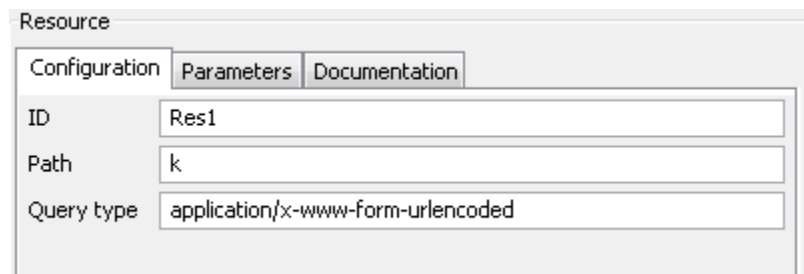 Resource
Configuration Parameters Documentation
ID Res1
Path k
Query type application/x-www-form-urlencoded